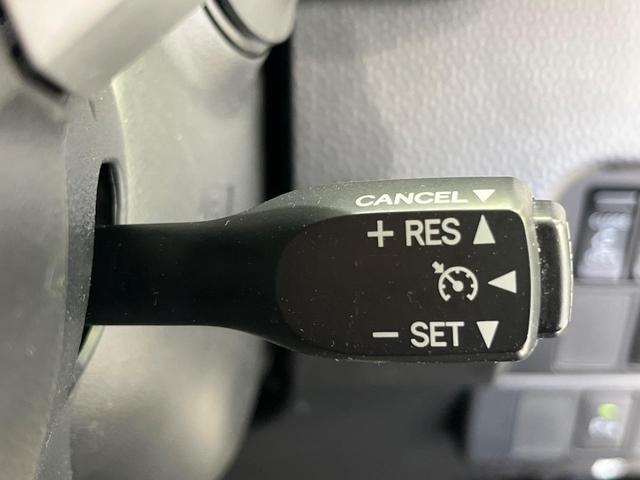 CANCEL ▼
+ RES ▲
◀
− SET ▼